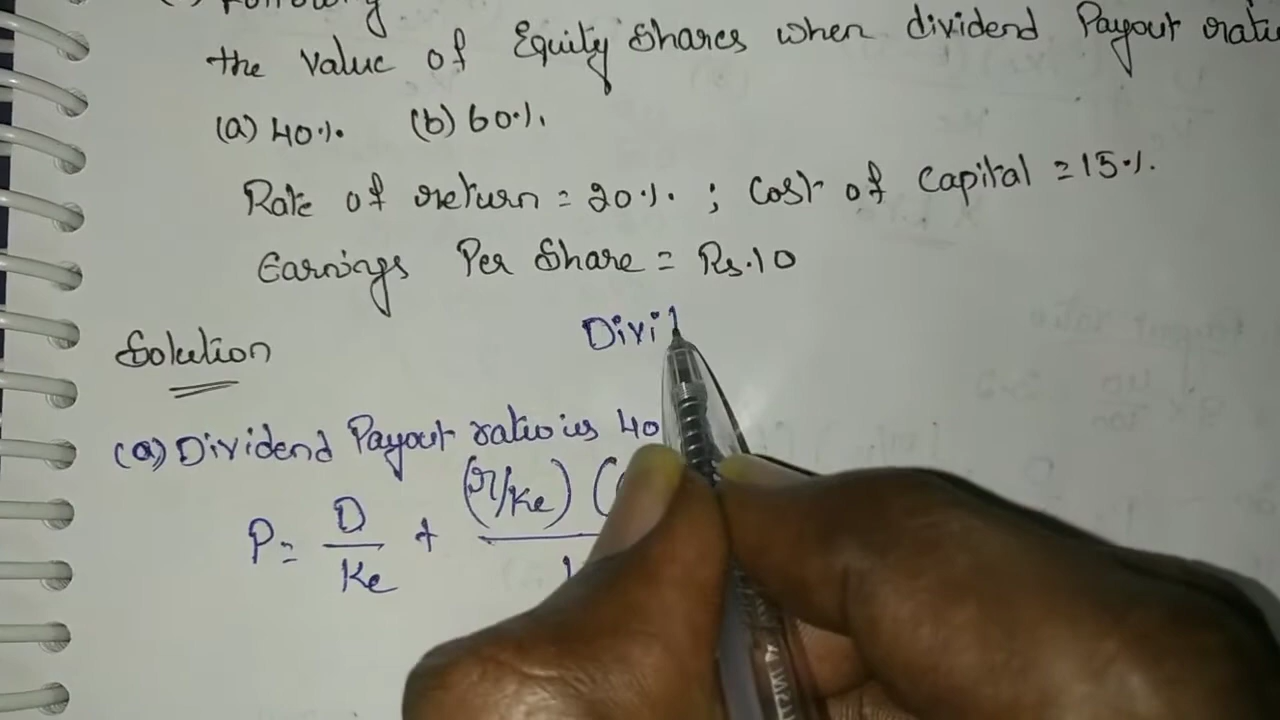 Following
the Value of Equity Shares when dividend Payout
(a) 40%. (b) 60%.
Rate of return = 20%. ; Cost of Capital = 15%.
Earnings Per Share = Rs.10
Divi
Solution
(a) Dividend Payout ratio is 40
P = D/Ke + (r/Ke) (